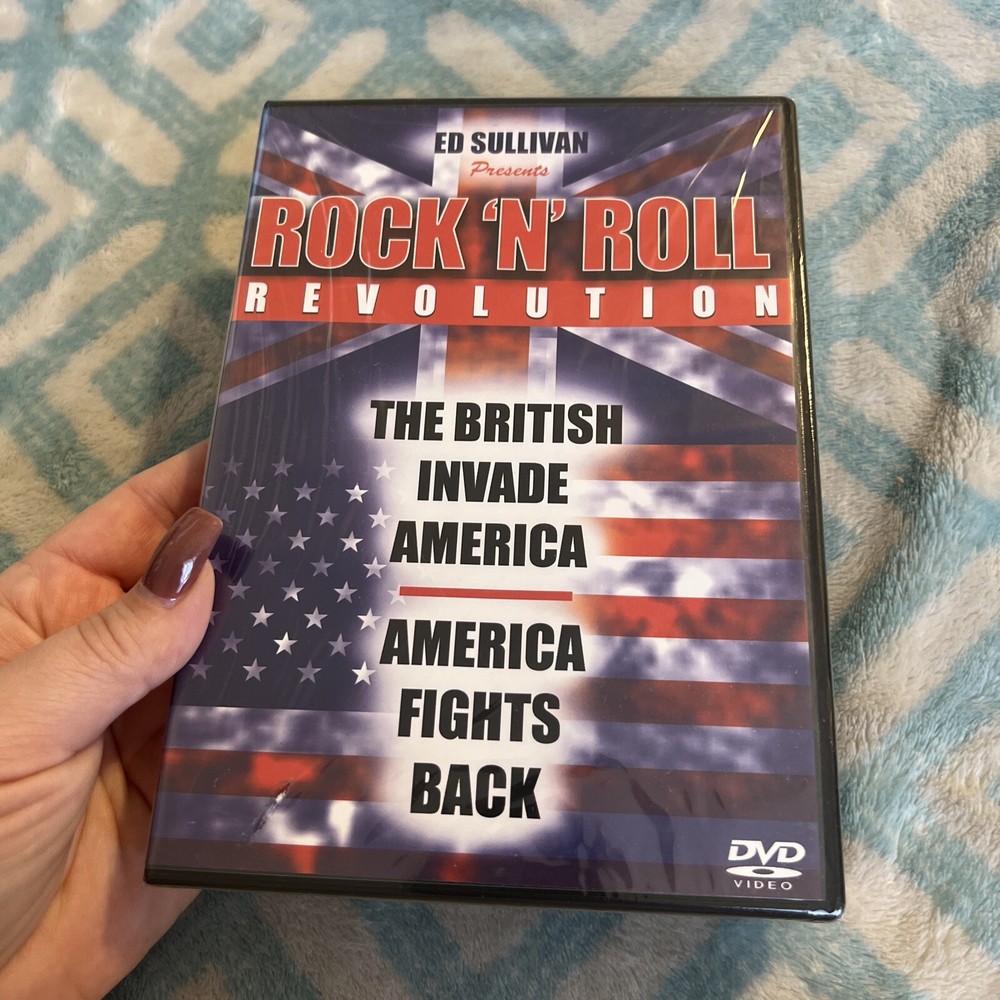 ED SULLIVAN
Presents
ROCK 'N' ROLL
REVOLUTION
THE BRITISH
INVADE
AMERICA
AMERICA
FIGHTS
BACK
DVD
VIDEO